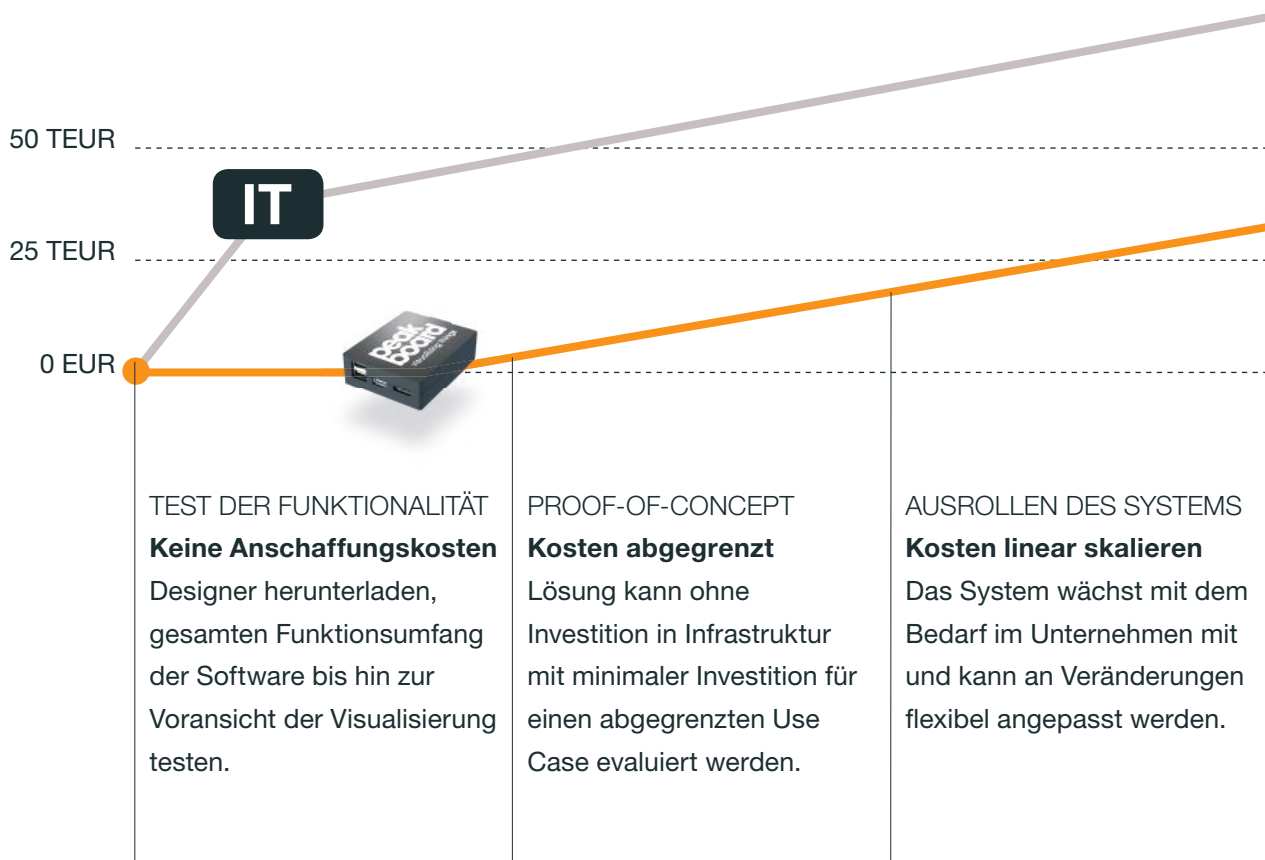 50 TEUR
IT
25 TEUR
0 EUR
peak
board
visualizing things
TEST DER FUNKTIONALITÄT
Keine Anschaffungskosten
Designer herunterladen,
gesamten Funktionsumfang
der Software bis hin zur
Voransicht der Visualisierung
testen.
PROOF-OF-CONCEPT
Kosten abgegrenzt
Lösung kann ohne
Investition in Infrastruktur
mit minimaler Investition für
einen abgegrenzten Use
Case evaluiert werden.
AUSROLLEN DES SYSTEMS
Kosten linear skalieren
Das System wächst mit dem
Bedarf im Unternehmen mit
und kann an Veränderungen
flexibel angepasst werden.